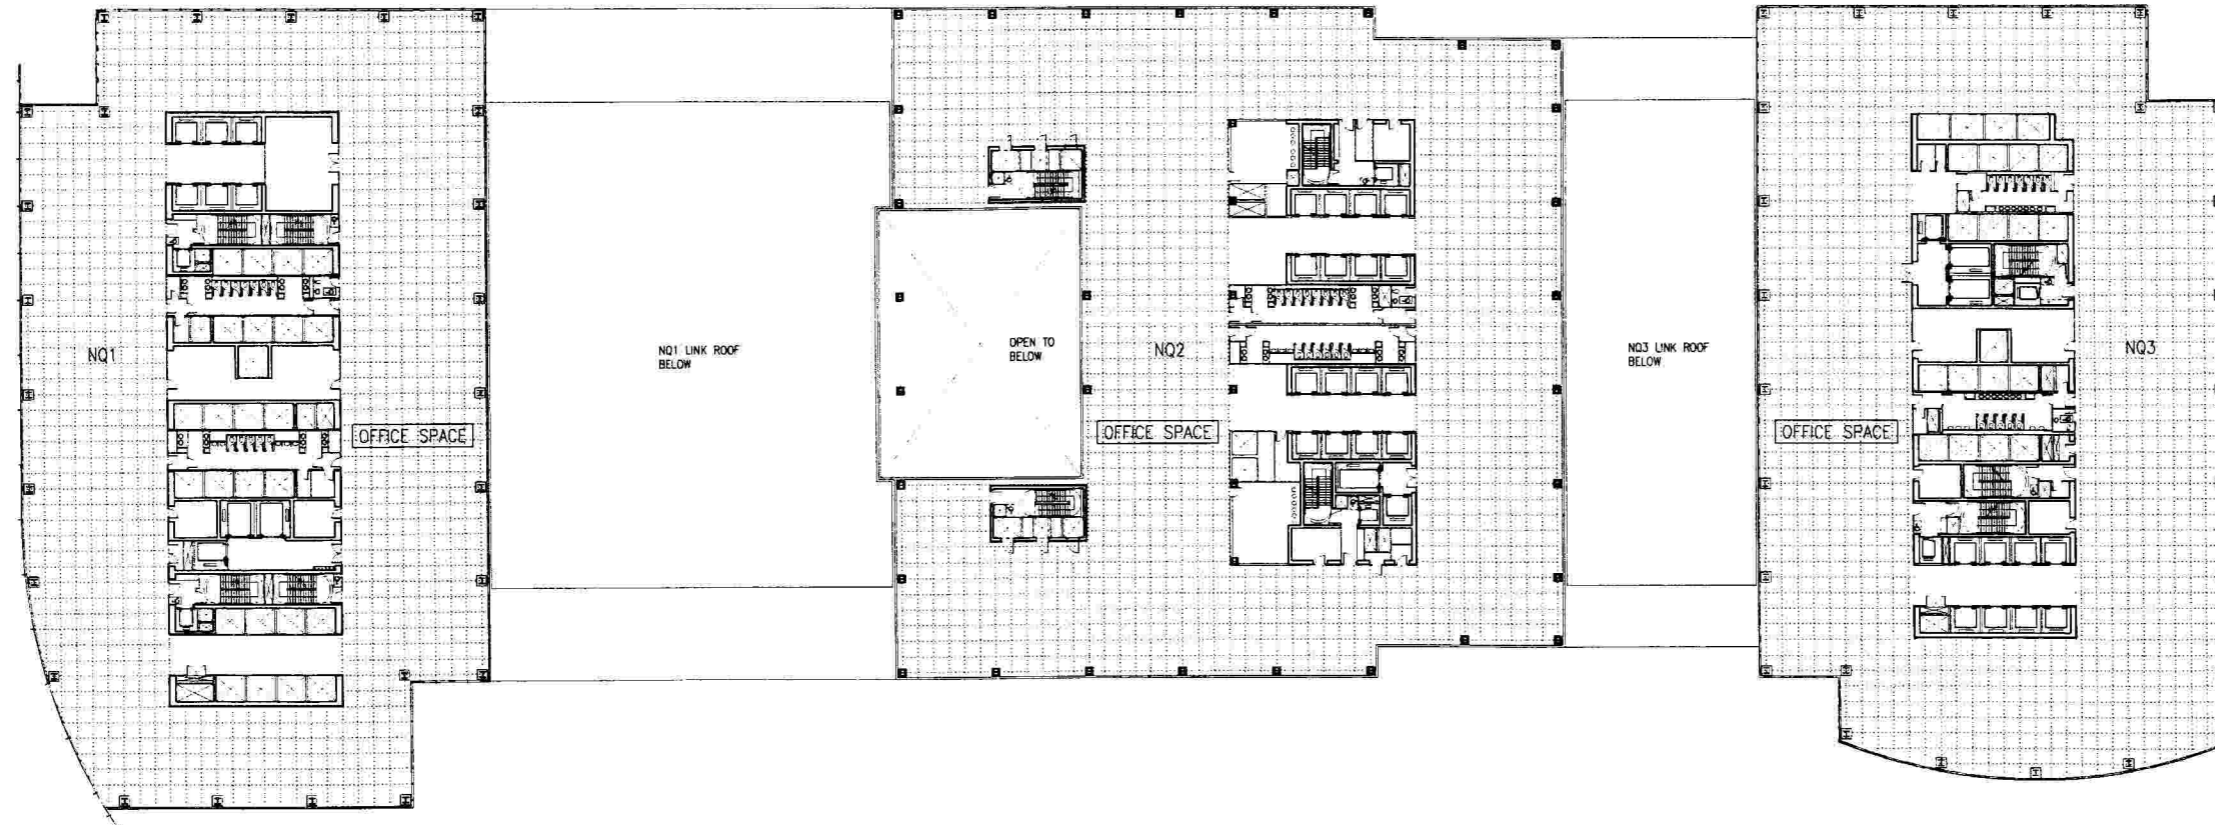 NQ1
OFFICE SPACE
NQ1 LINK ROOF
BELOW
OPEN TO
BELOW
NQ2
OFFICE SPACE
NQ3 LINK ROOF
BELOW
OFFICE SPACE
NQ3